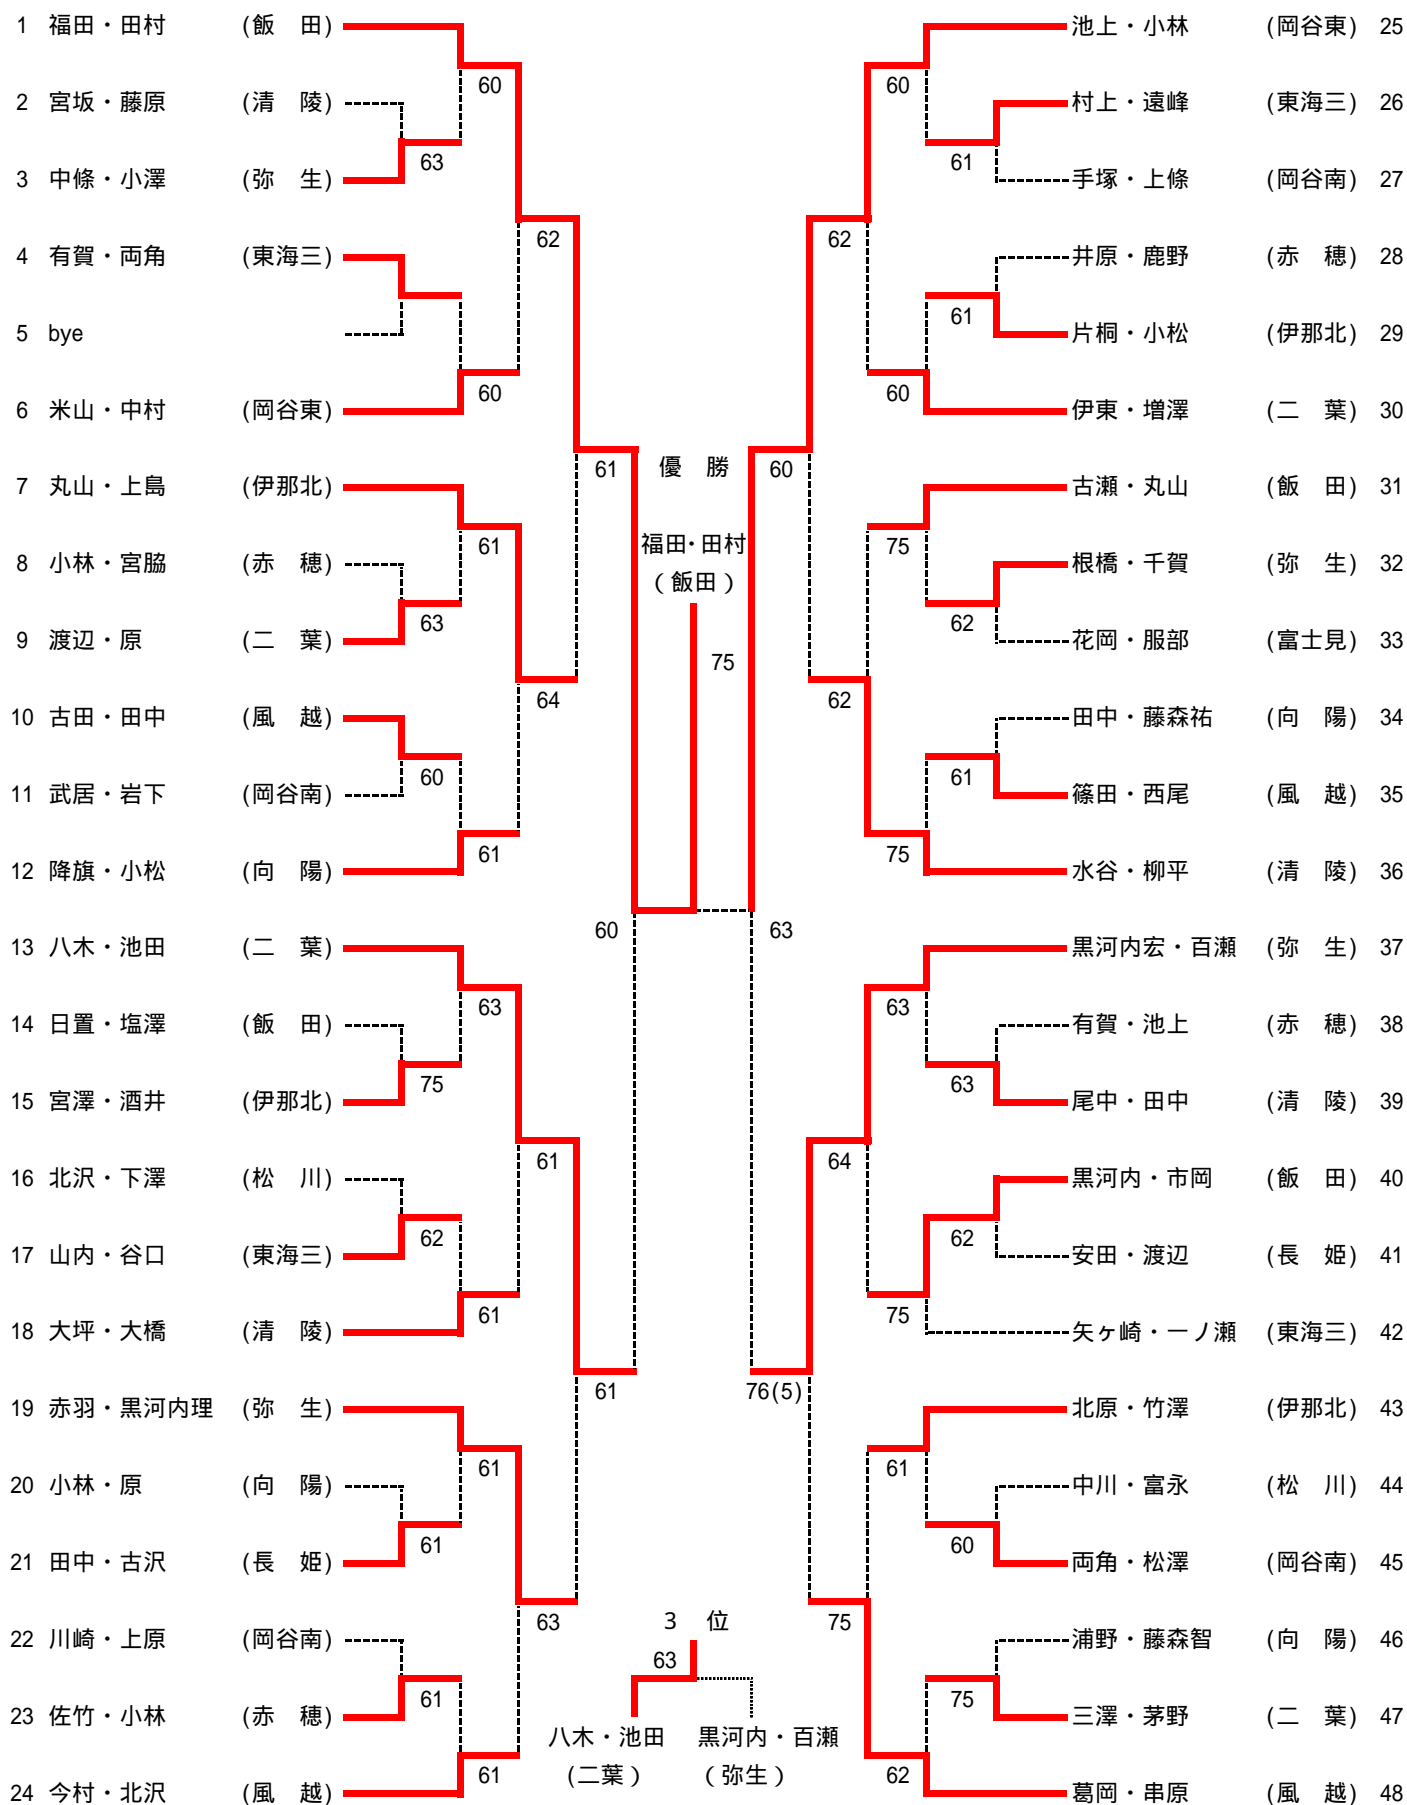 1 福田・田村 (飯　田)
2 宮坂・藤原 (清　陵)
3 中條・小澤 (弥　生)
4 有賀・両角 (東海三)
5 bye
6 米山・中村 (岡谷東)
7 丸山・上島 (伊那北)
8 小林・宮脇 (赤　穂)
9 渡辺・原 (二　葉)
10 古田・田中 (風　越)
11 武居・岩下 (岡谷南)
12 降旗・小松 (向　陽)
13 八木・池田 (二　葉)
14 日置・塩澤 (飯　田)
15 宮澤・酒井 (伊那北)
16 北沢・下澤 (松　川)
17 山内・谷口 (東海三)
18 大坪・大橋 (清　陵)
19 赤羽・黒河内理 (弥　生)
20 小林・原 (向　陽)
21 田中・古沢 (長　姫)
22 川崎・上原 (岡谷南)
23 佐竹・小林 (赤　穂)
24 今村・北沢 (風　越)
63
63
60
75
62
61
61
60
60
61
61
63
61
61
61
62
64
61
63
61
61
60
優　勝
福田・田村
(飯田)
75
63
60
76(5)
62
62
64
75
60
60
75
75
63
75
61
62
61
61
62
61
63
62
60
75
池上・小林 (岡谷東) 25
村上・遠峰 (東海三) 26
手塚・上條 (岡谷南) 27
井原・鹿野 (赤　穂) 28
片桐・小松 (伊那北) 29
伊東・増澤 (二　葉) 30
古瀬・丸山 (飯　田) 31
根橋・千賀 (弥　生) 32
花岡・服部 (富士見) 33
田中・藤森祐 (向　陽) 34
篠田・西尾 (風　越) 35
水谷・柳平 (清　陵) 36
黒河内宏・百瀬 (弥　生) 37
有賀・池上 (赤　穂) 38
尾中・田中 (清　陵) 39
黒河内・市岡 (飯　田) 40
安田・渡辺 (長　姫) 41
矢ヶ崎・一ノ瀬 (東海三) 42
北原・竹澤 (伊那北) 43
中川・富永 (松　川) 44
両角・松澤 (岡谷南) 45
浦野・藤森智 (向　陽) 46
三澤・茅野 (二　葉) 47
葛岡・串原 (風　越) 48
3　位
63
八木・池田 黒河内・百瀬
(二葉) (弥生)